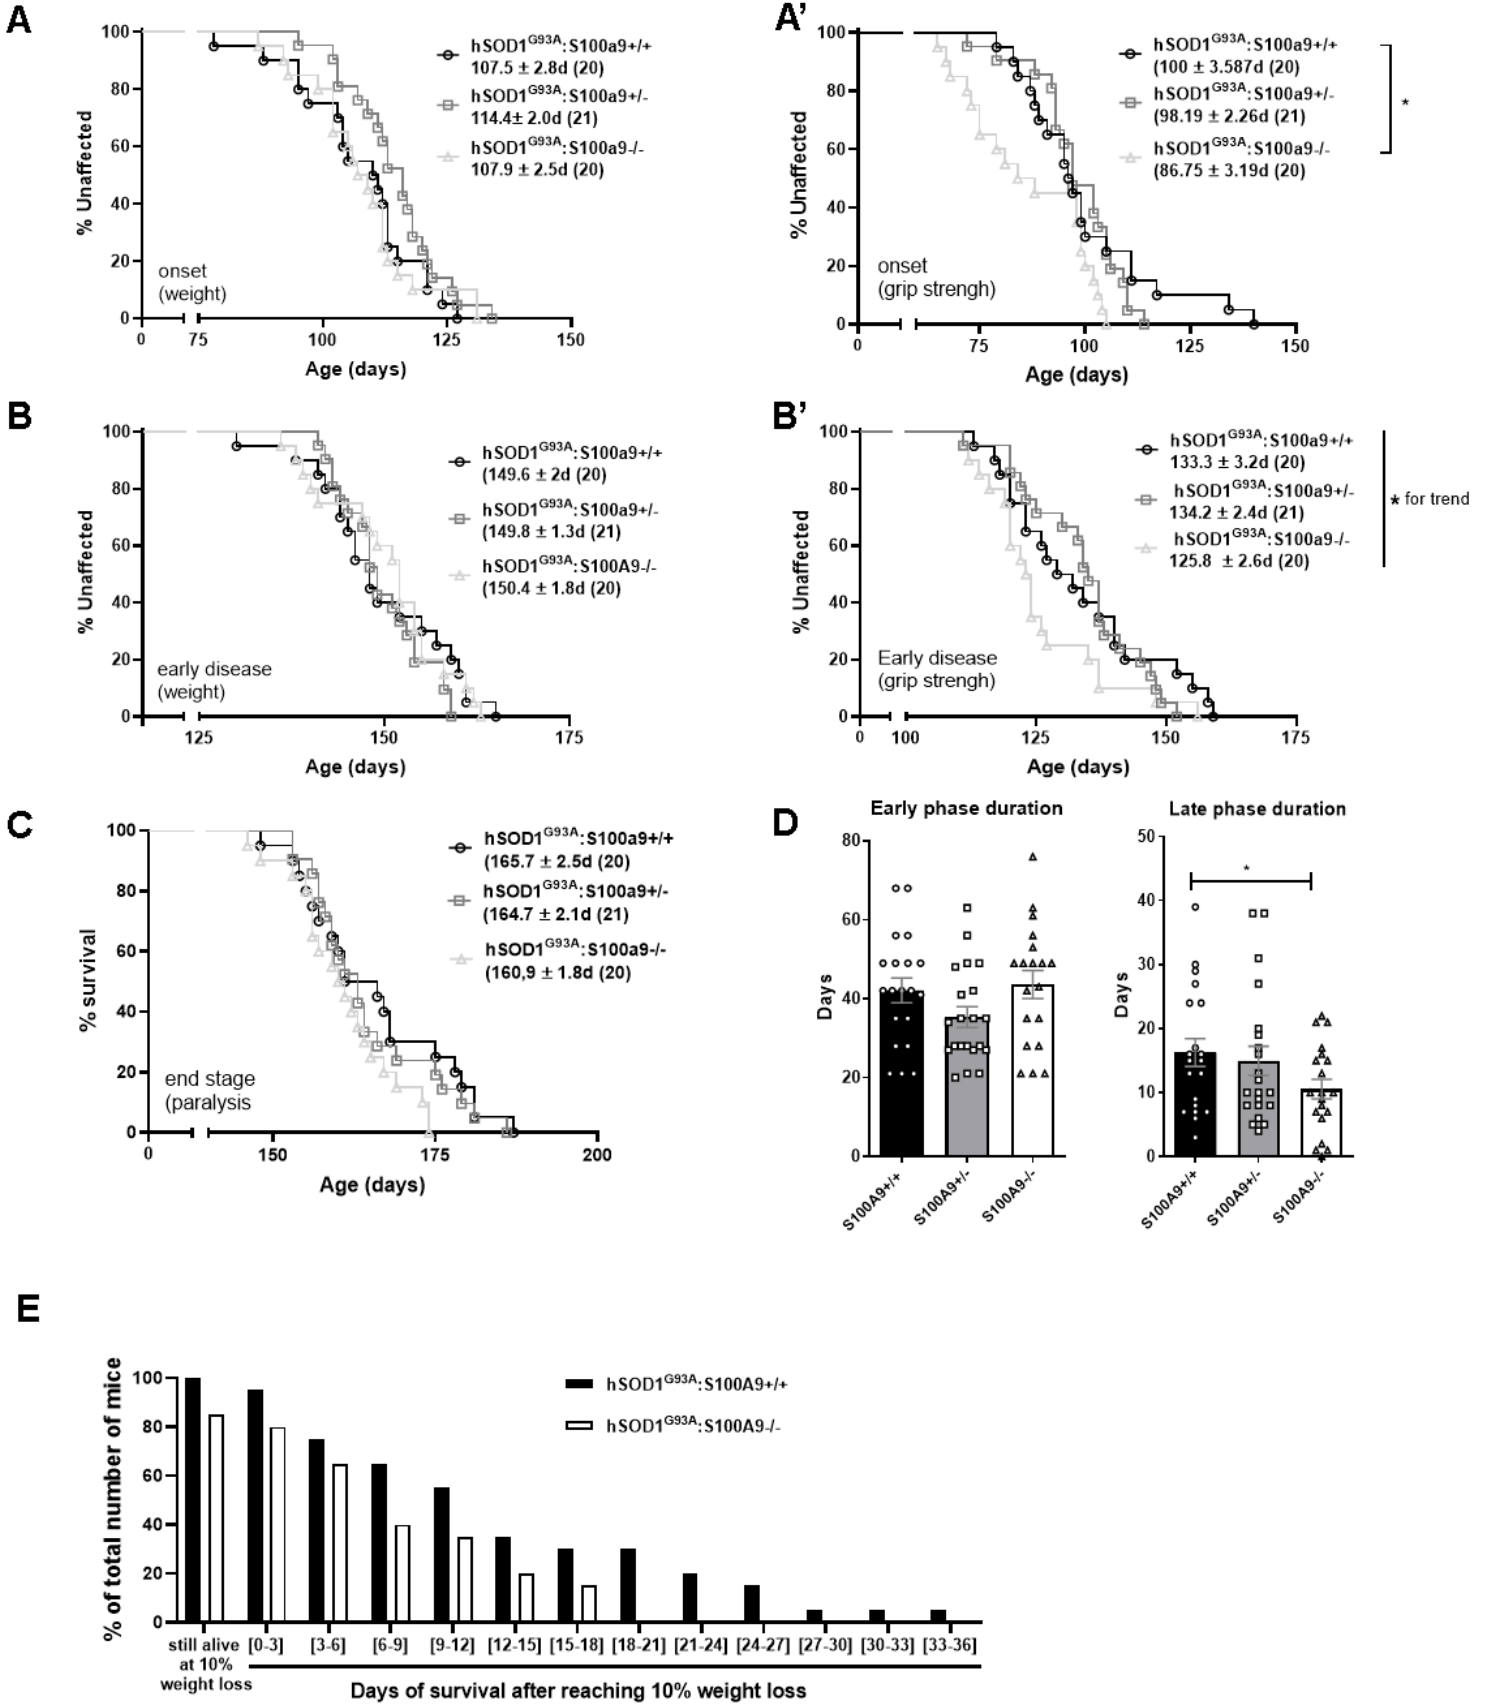 A
100
80
60
40
20
0
% Unaffected
onset
(weight)
hSOD1G93A:S100a9+/+
107.5 ± 2.8d (20)
hSOD1G93A:S100a9+/-
114.4± 2.0d (21)
hSOD1G93A:S100a9-/-
107.9 ± 2.5d (20)
0 75 100 125 150
Age (days)
A'
100
80
60
40
20
0
% Unaffected
onset
(grip strengh)
hSOD1G93A:S100a9+/+
(100 ± 3.587d (20)
hSOD1G93A:S100a9+/-
(98.19 ± 2.26d (21)
hSOD1G93A:S100a9-/-
(86.75 ± 3.19d (20)
*
0 75 100 125 150
Age (days)
B
100
80
60
40
20
0
% Unaffected
early disease
(weight)
hSOD1G93A:S100a9+/+
(149.6 ± 2d (20)
hSOD1G93A:S100a9+/-
(149.8 ± 1.3d (21)
hSOD1G93A:S100A9-/-
(150.4 ± 1.8d (20)
125 150 175
Age (days)
B'
100
80
60
40
20
0
% Unaffected
Early disease
(grip strengh)
hSOD1G93A:S100a9+/+
133.3 ± 3.2d (20)
hSOD1G93A:S100a9+/-
134.2 ± 2.4d (21)
hSOD1G93A:S100a9-/-
125.8 ± 2.6d (20)
* for trend
0 100 125 150 175
Age (days)
C
100
80
60
40
20
0
% survival
end stage
(paralysis
hSOD1G93A:S100a9+/+
(165.7 ± 2.5d (20)
hSOD1G93A:S100a9+/-
(164.7 ± 2.1d (21)
hSOD1G93A:S100a9-/-
(160,9 ± 1.8d (20)
0 150 175 200
Age (days)
D
Early phase duration
80
60
40
20
0
Days
S100A9+/+
S100A9+/-
S100A9-/-
Late phase duration
50
40
30
20
10
0
Days
*
S100A9+/+
S100A9+/-
S100A9-/-
E
100
80
60
40
20
0
% of total number of mice
hSOD1G93A:S100A9+/+
hSOD1G93A:S100A9-/-
still alive
at 10%
weight loss
[0-3] [3-6] [6-9] [9-12] [12-15] [15-18] [18-21] [21-24] [24-27] [27-30] [30-33] [33-36]
Days of survival after reaching 10% weight loss